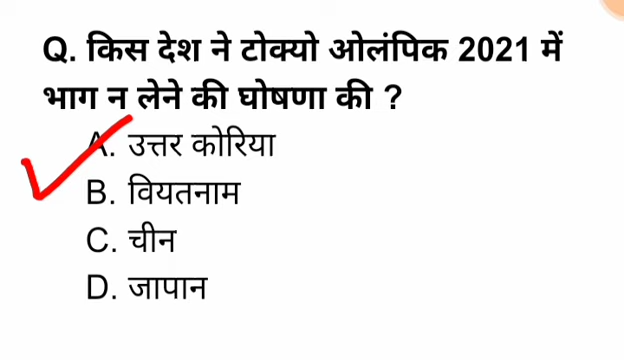 Q. किस देश ने टोक्यो ओलंपिक 2021 में
भाग न लेने की घोषणा की ?
A. उत्तर कोरिया
B. वियतनाम
C. चीन
D. जापान